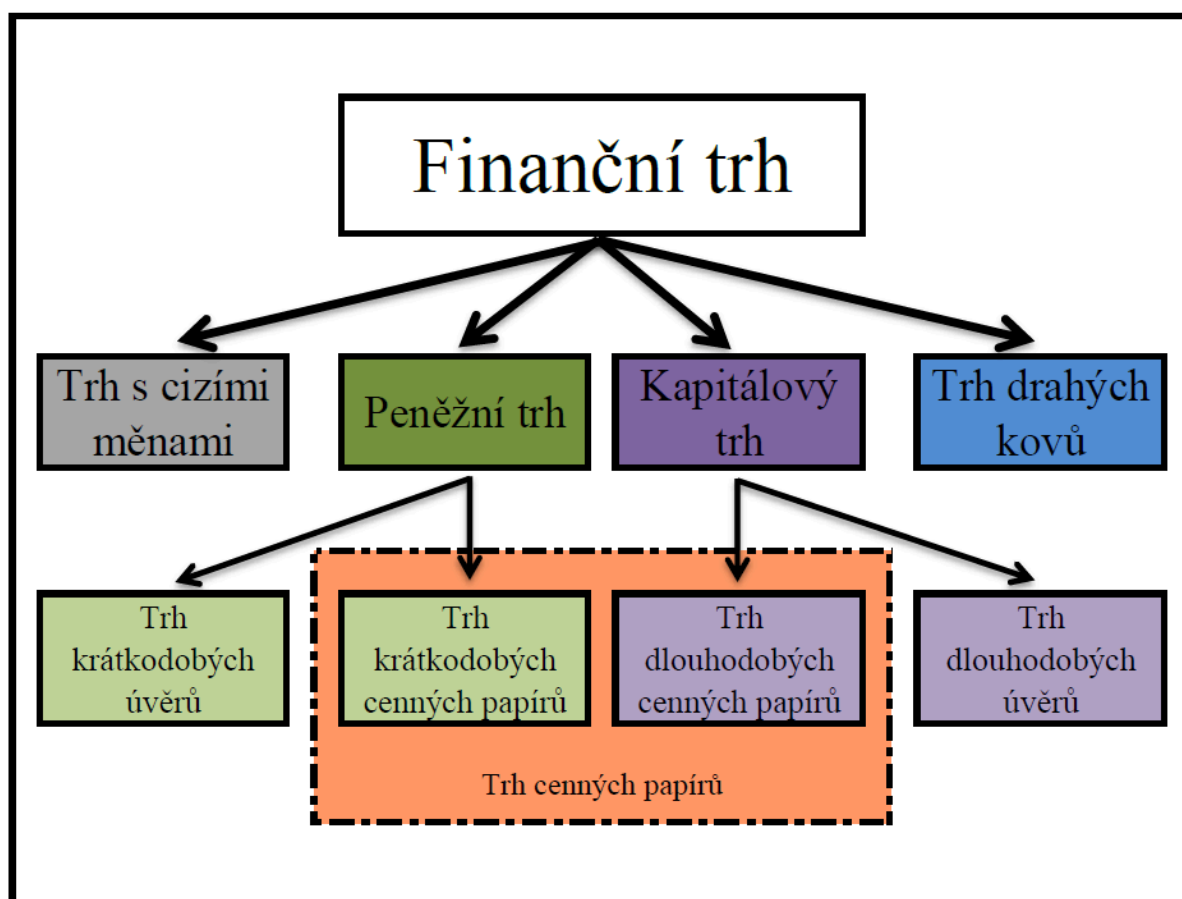 Finanční trh
Trh s cizími
měnami
Peněžní trh
Kapitálový
trh
Trh drahých
kovů
Trh
krátkodobých
úvěrů
Trh
krátkodobých
cenných papírů
Trh
dlouhodobých
cenných papírů
Trh
dlouhodobých
úvěrů
Trh cenných papírů